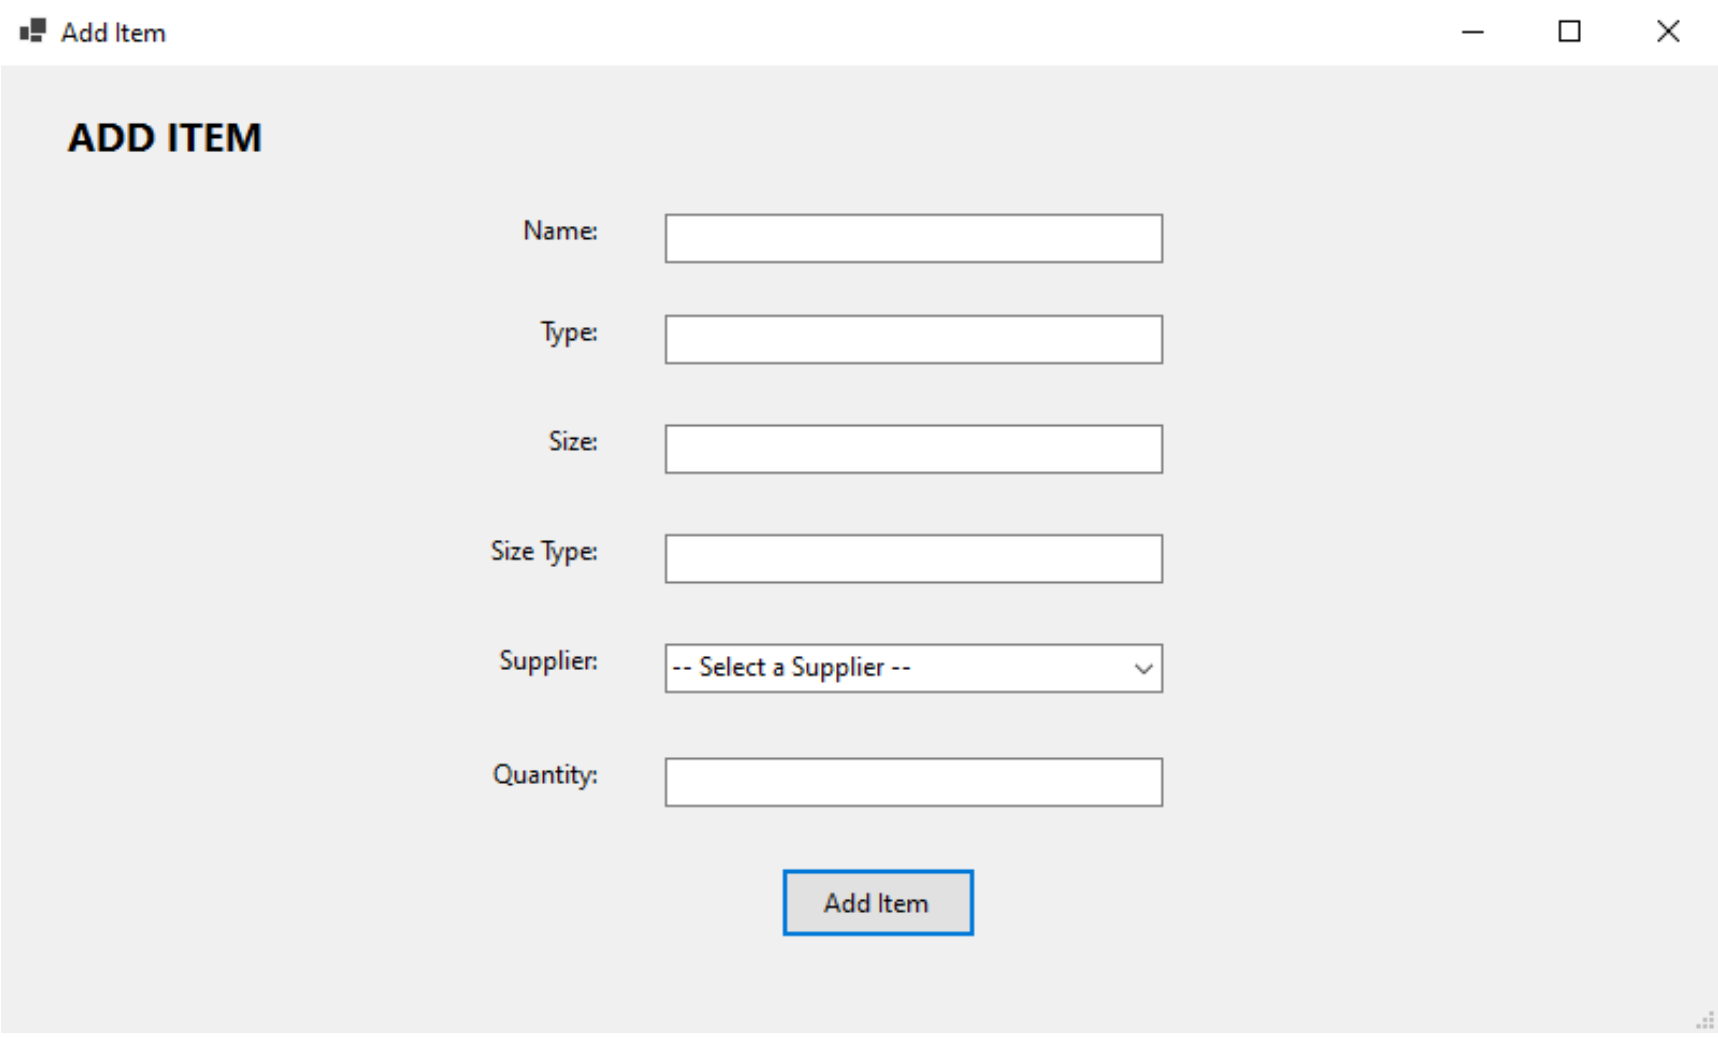 Add Item
ADD ITEM
Name:
Type:
Size:
Size Type:
Supplier: -- Select a Supplier --
Quantity:
Add Item